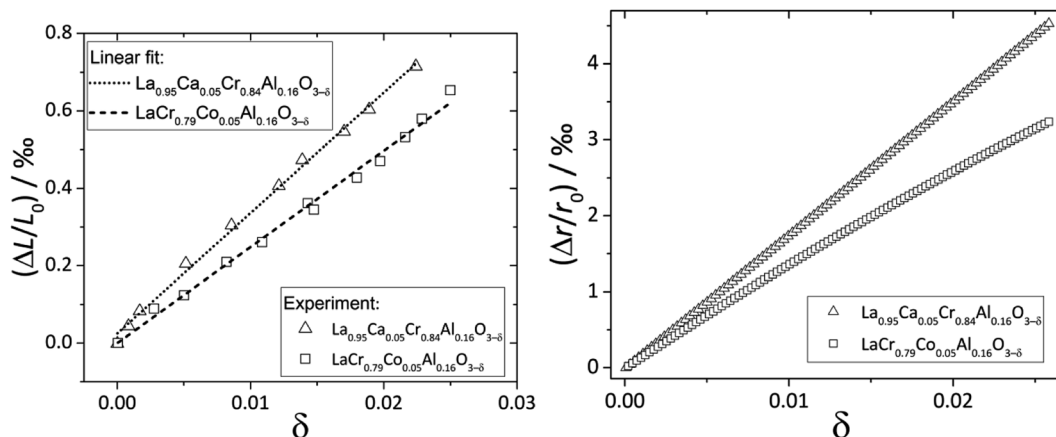 0.8
0.6
0.4
0.2
0.0
(ΔL/L₀) / ‰
Linear fit:
La₀.₉₅Ca₀.₀₅Cr₀.₈₄Al₀.₁₆O₃₋δ
LaCr₀.₇₉Co₀.₀₅Al₀.₁₆O₃₋δ
Experiment:
La₀.₉₅Ca₀.₀₅Cr₀.₈₄Al₀.₁₆O₃₋δ
LaCr₀.₇₉Co₀.₀₅Al₀.₁₆O₃₋δ
0.00 0.01 0.02 0.03
δ
4
3
2
1
0
(Δr/r₀) / ‰
La₀.₉₅Ca₀.₀₅Cr₀.₈₄Al₀.₁₆O₃₋δ
LaCr₀.₇₉Co₀.₀₅Al₀.₁₆O₃₋δ
0.00 0.01 0.02
δ